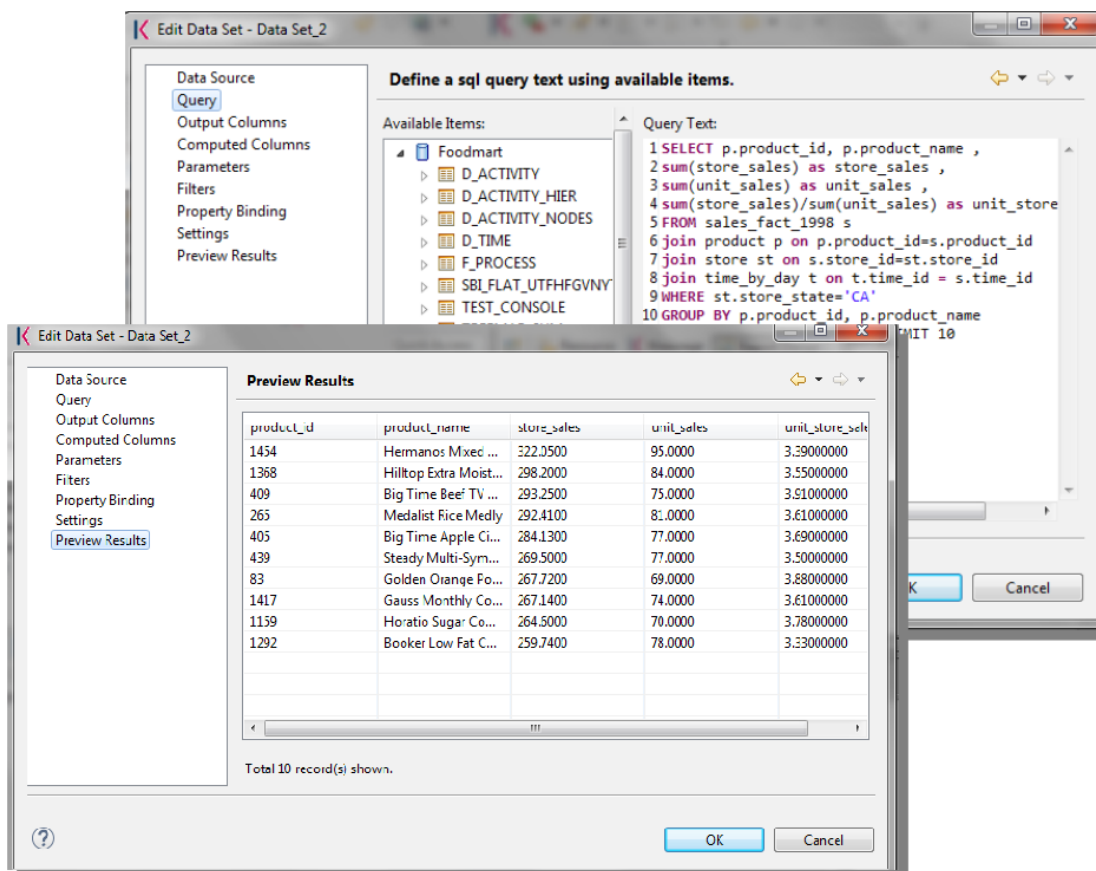 Edit Data Set - Data Set_2
Data Source
Query
Output Columns
Computed Columns
Parameters
Filters
Property Binding
Settings
Preview Results
Define a sql query text using available items.
Available Items:
Foodmart
D_ACTIVITY
D_ACTIVITY_HIER
D_ACTIVITY_NODES
D_TIME
F_PROCESS
SBI_FLAT_UTFHFGVNY
TEST_CONSOLE
Query Text:
1 SELECT p.product_id, p.product_name ,
2 sum(store_sales) as store_sales ,
3 sum(unit_sales) as unit_sales ,
4 sum(store_sales)/sum(unit_sales) as unit_store
5 FROM sales_fact_1998 s
6 join product p on p.product_id=s.product_id
7 join store st on s.store_id=st.store_id
8 join time_by_day t on t.time_id = s.time_id
9 WHERE st.store_state='CA'
10 GROUP BY p.product_id, p.product_name
MIT 10
K
Cancel
Edit Data Set - Data Set_2
Data Source
Query
Output Columns
Computed Columns
Parameters
Filters
Property Binding
Settings
Preview Results
Preview Results
product_id product_name store_sales unit_sales unit_store_sale
1454 Hermanos Mixed ... 322.0500 95.0000 3.39000000
1368 Hilltop Extra Moist... 298.2000 84.0000 3.55000000
409 Big Time Beef TV ... 293.2500 75.0000 3.91000000
265 Medalist Rice Medly 292.4100 81.0000 3.61000000
405 Big Time Apple Ci... 284.1300 77.0000 3.69000000
439 Steady Multi-Sym... 269.5000 77.0000 3.50000000
83 Golden Orange Po... 267.7200 69.0000 3.88000000
1417 Gauss Monthly Co... 267.1400 74.0000 3.61000000
1159 Horatio Sugar Co... 264.6000 70.0000 3.78000000
1292 Booker Low Fat C... 259.7400 78.0000 3.33000000
Total 10 record(s) shown.
OK
Cancel